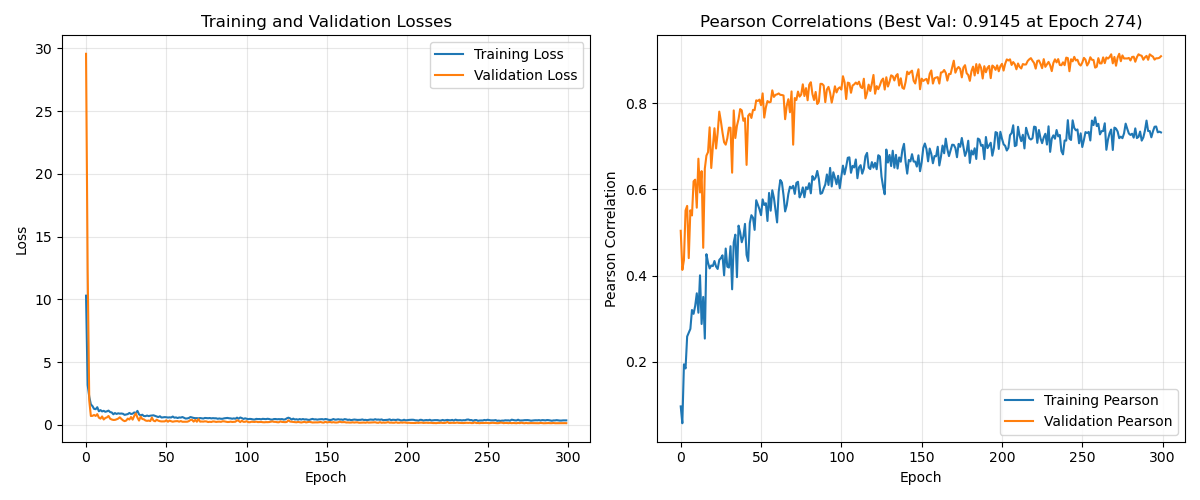 Training and Validation Losses
Training Loss
Validation Loss
30
25
20
15
10
5
0
Loss
0 50 100 150 200 250 300
Epoch
Pearson Correlations (Best Val: 0.9145 at Epoch 274)
0.8
0.6
0.4
0.2
Pearson Correlation
Training Pearson
Validation Pearson
0 50 100 150 200 250 300
Epoch